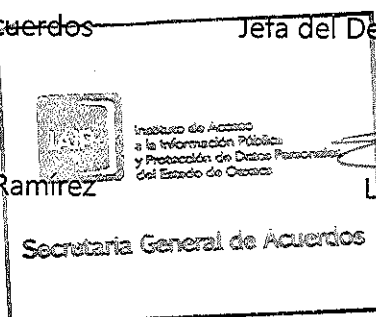 cuerdos Jefa del De
Instituto de Acceso
a la Información Pública
y Protección de Datos Personales
del Estado de Oaxaca
Ramírez L
Secretaría General de Acuerdos